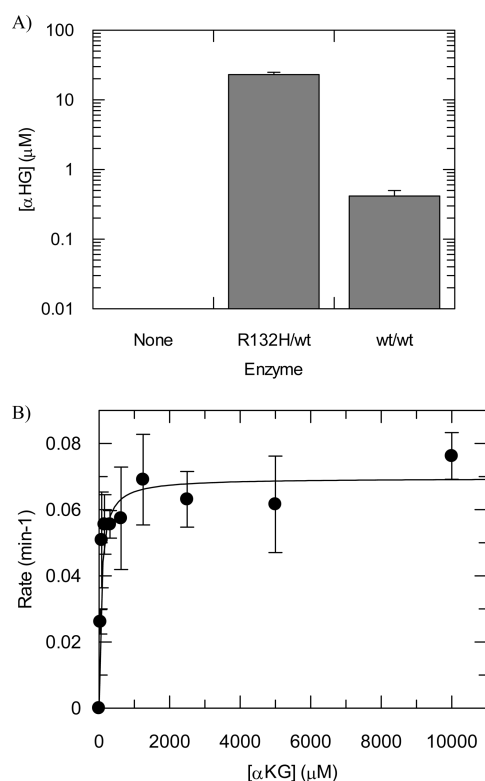 A)
100
10
1
0.1
0.01
[αHG] (μM)
None R132H/wt wt/wt
Enzyme
B)
0.08
0.06
0.04
0.02
0
Rate (min-1)
0 2000 4000 6000 8000 10000
[αKG] (μM)